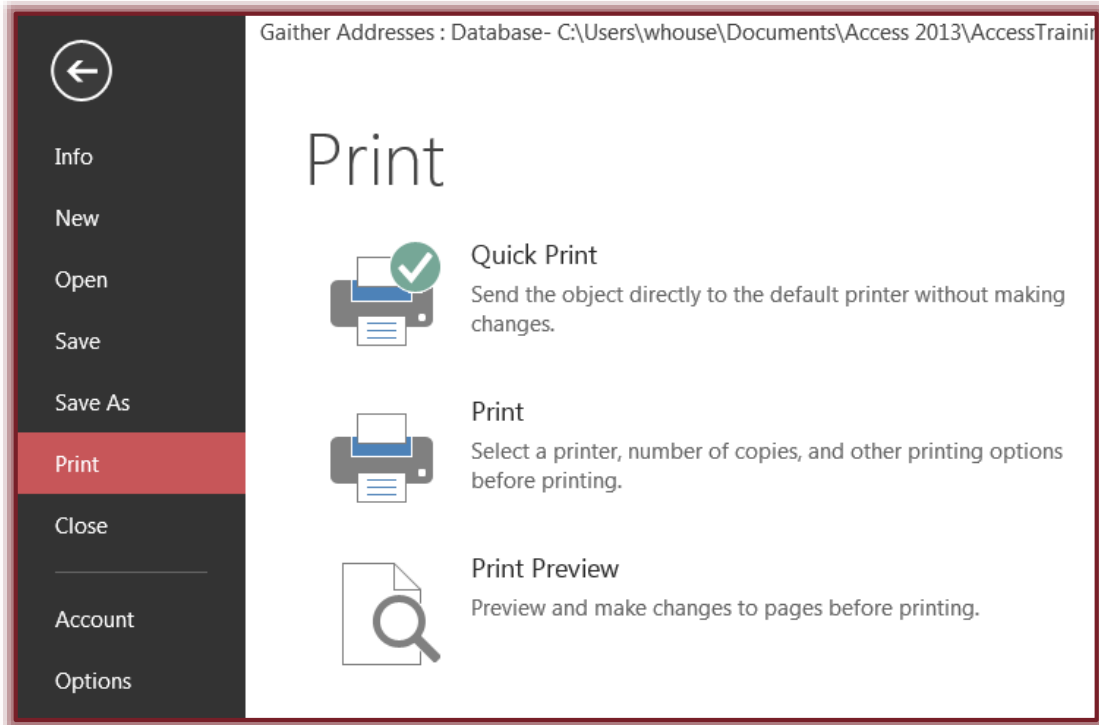 Gaither Addresses : Database- C:\Users\whouse\Documents\Access 2013\AccessTrainin
Info
New
Open
Save
Save As
Print
Close
Account
Options
Print
Quick Print
Send the object directly to the default printer without making
changes.
Print
Select a printer, number of copies, and other printing options
before printing.
Print Preview
Preview and make changes to pages before printing.